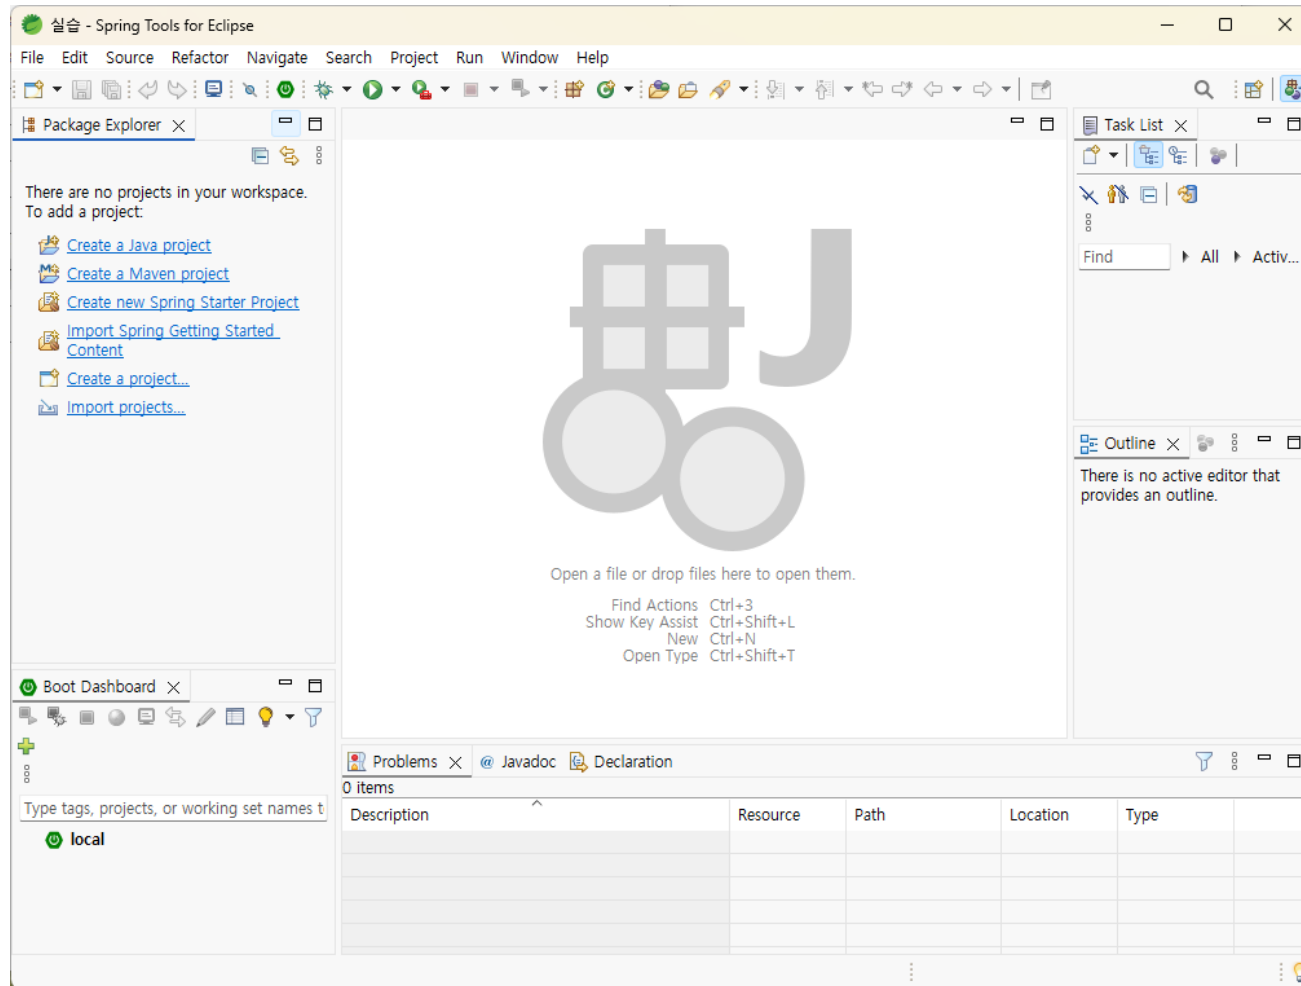 실습 - Spring Tools for Eclipse
File Edit Source Refactor Navigate Search Project Run Window Help
Package Explorer
There are no projects in your workspace.
To add a project:
Create a Java project
Create a Maven project
Create new Spring Starter Project
Import Spring Getting Started
Content
Create a project...
Import projects...
Open a file or drop files here to open them.
Find Actions Ctrl+3
Show Key Assist Ctrl+Shift+L
New Ctrl+N
Open Type Ctrl+Shift+T
Task List
Find All Activ...
Outline
There is no active editor that
provides an outline.
Boot Dashboard
Type tags, projects, or working set names t
local
Problems @ Javadoc Declaration
0 items
Description Resource Path Location Type